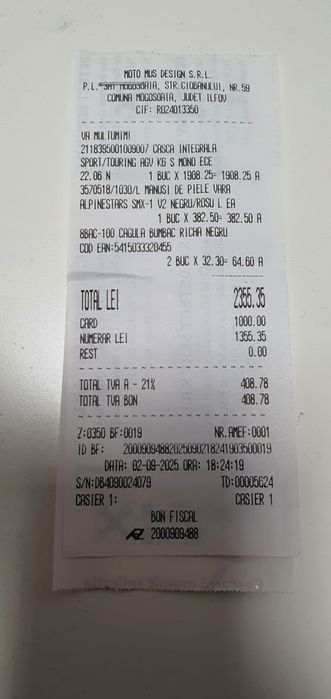 MOTO MUS DESIGN S.R.L.
P.L. SAT MOGOSOAIA, STR.CIOBANULUI, NR.59
COMUNA MOGOSOAIA, JUDET ILFOV
CIF: RO24013350
VA MULTUMIM!
2118395001009007 CASCA INTEGRALA
SPORT/TOURING AGV K6 S MONO ECE
22.06 N 1 BUC X 1908.25= 1908.25 A
3570518/1030/L MANUSI DE PIELE VARA
ALPINESTARS SMX-1 V2 NEGRU/ROSU L EA
1 BUC X 382.50= 382.50 A
8BAC-100 CAGULA BUMBAC RICHA NEGRU
COD EAN:5415033320455
2 BUC X 32.30= 64.60 A
TOTAL LEI 2355.35
CARD 1000.00
NUMERAR LEI 1355.35
REST 0.00
TOTAL TVA A - 21% 408.78
TOTAL TVA BON 408.78
Z:0350 BF:0019 NR.AMEF:0001
ID BF: 2000909488202509021824190350019
DATA: 02-09-2025 ORA: 18:24:19
S/N:DB4090024079 TD:00005624
CASIER 1: CASIER 1
BON FISCAL
2000909488